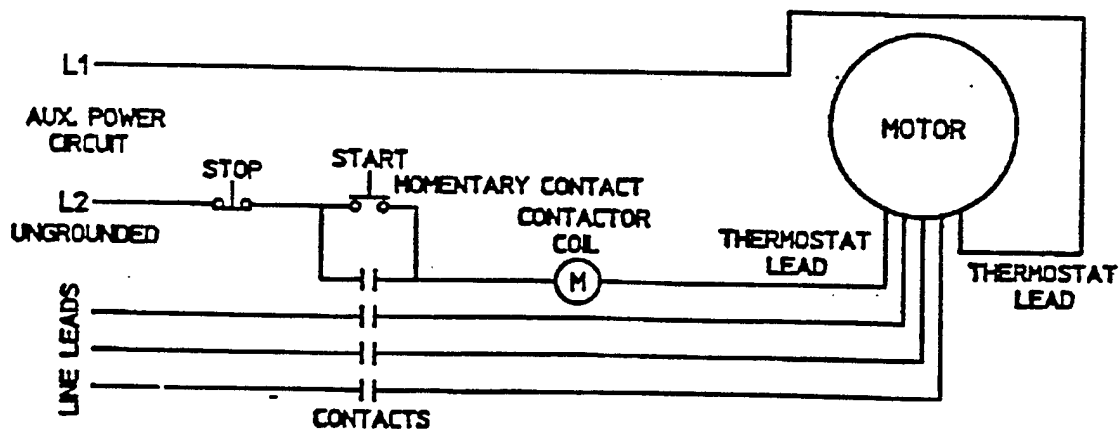 L1
AUX. POWER
CIRCUIT
MOTOR
STOP
START
MOMENTARY CONTACT
L2
UNGROUNDED
CONTACTOR
COIL
M
THERMOSTAT
LEAD
THERMOSTAT
LEAD
LINE LEADS
CONTACTS